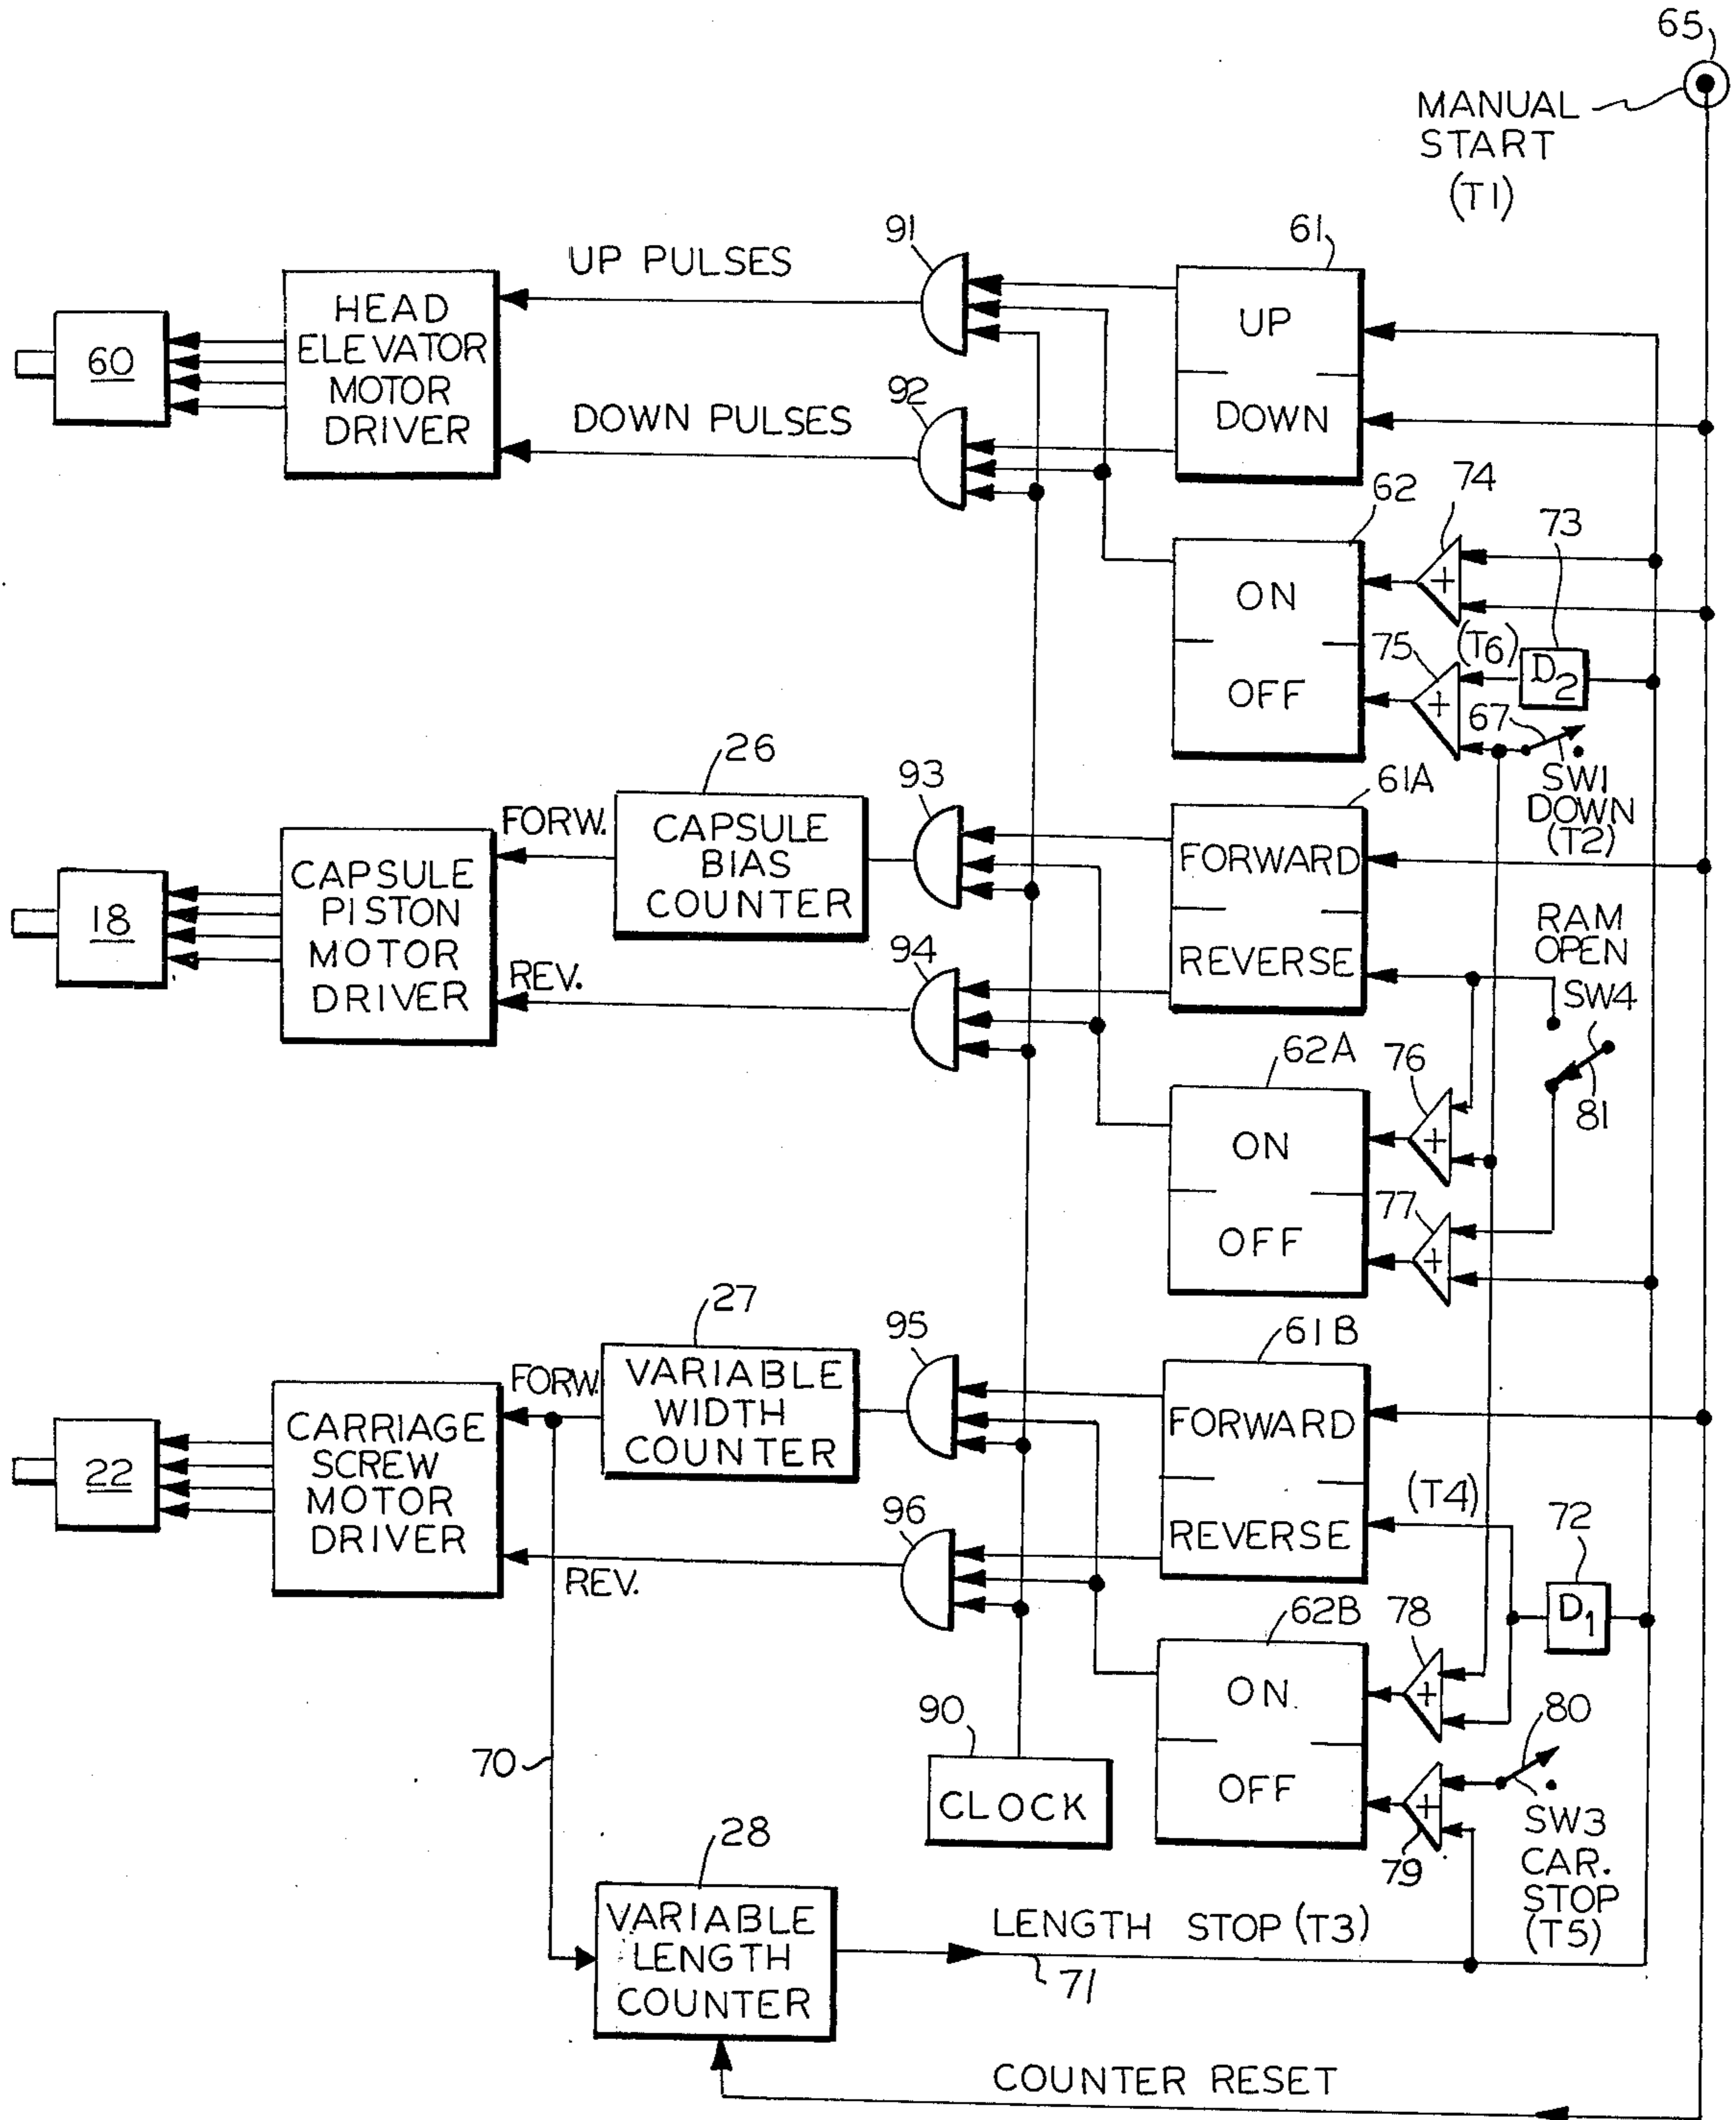 65
MANUAL
START
(T1)
91
UP PULSES
61
HEAD
ELEVATOR
MOTOR
DRIVER
60
UP
DOWN
92
DOWN PULSES
62
74
73
ON
OFF
+
75
(T6)
D2
+
67
SW1
DOWN
(T2)
26
93
61A
FORW.
CAPSULE
BIAS
COUNTER
CAPSULE
PISTON
MOTOR
DRIVER
18
FORWARD
REVERSE
RAM
OPEN
SW4
94
REV.
62A
76
81
ON
OFF
+
77
+
27
95
61B
FORW.
VARIABLE
WIDTH
COUNTER
CARRIAGE
SCREW
MOTOR
DRIVER
22
FORWARD
REVERSE
(T4)
72
D1
96
REV.
62B
78
ON
OFF
+
80
+
79
SW3
CAR.
STOP
(T5)
90
CLOCK
70
28
VARIABLE
LENGTH
COUNTER
LENGTH STOP (T3)
71
COUNTER RESET